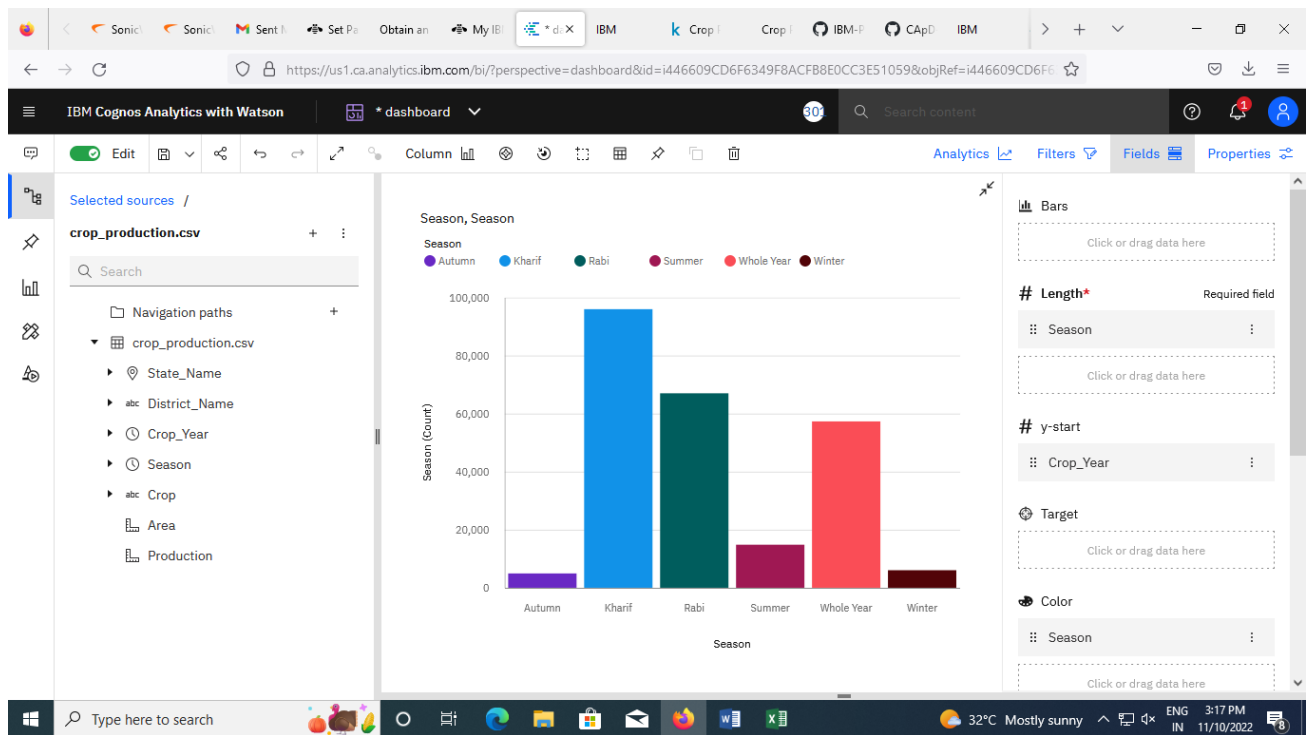 Sonic
Sonic
Sent
Set Pa
Obtain an
My IB
IBM
k Crop
Crop
IBM-P
CApD
IBM
https://us1.ca.analytics.ibm.com/bi/?perspective=dashboard&id=i446609CD6F6349F8ACFB8E0CC3E51059&objRef=i446609CD6F6
IBM Cognos Analytics with Watson
* dashboard
301
Search content
1
Edit
Column
Analytics
Filters
Fields
Properties
Selected sources /
crop_production.csv
Search
Navigation paths
crop_production.csv
State_Name
abc District_Name
Crop_Year
Season
abc Crop
Area
Production
Season, Season
Season
Autumn Kharif Rabi Summer Whole Year Winter
100,000
80,000
60,000
40,000
20,000
0
Season (Count)
Autumn Kharif Rabi Summer Whole Year Winter
Season
Bars
Click or drag data here
# Length* Required field
Season
Click or drag data here
# y-start
Crop_Year
Target
Click or drag data here
Color
Season
Click or drag data here
Type here to search
32°C Mostly sunny
ENG
IN
3:17 PM
11/10/2022
8